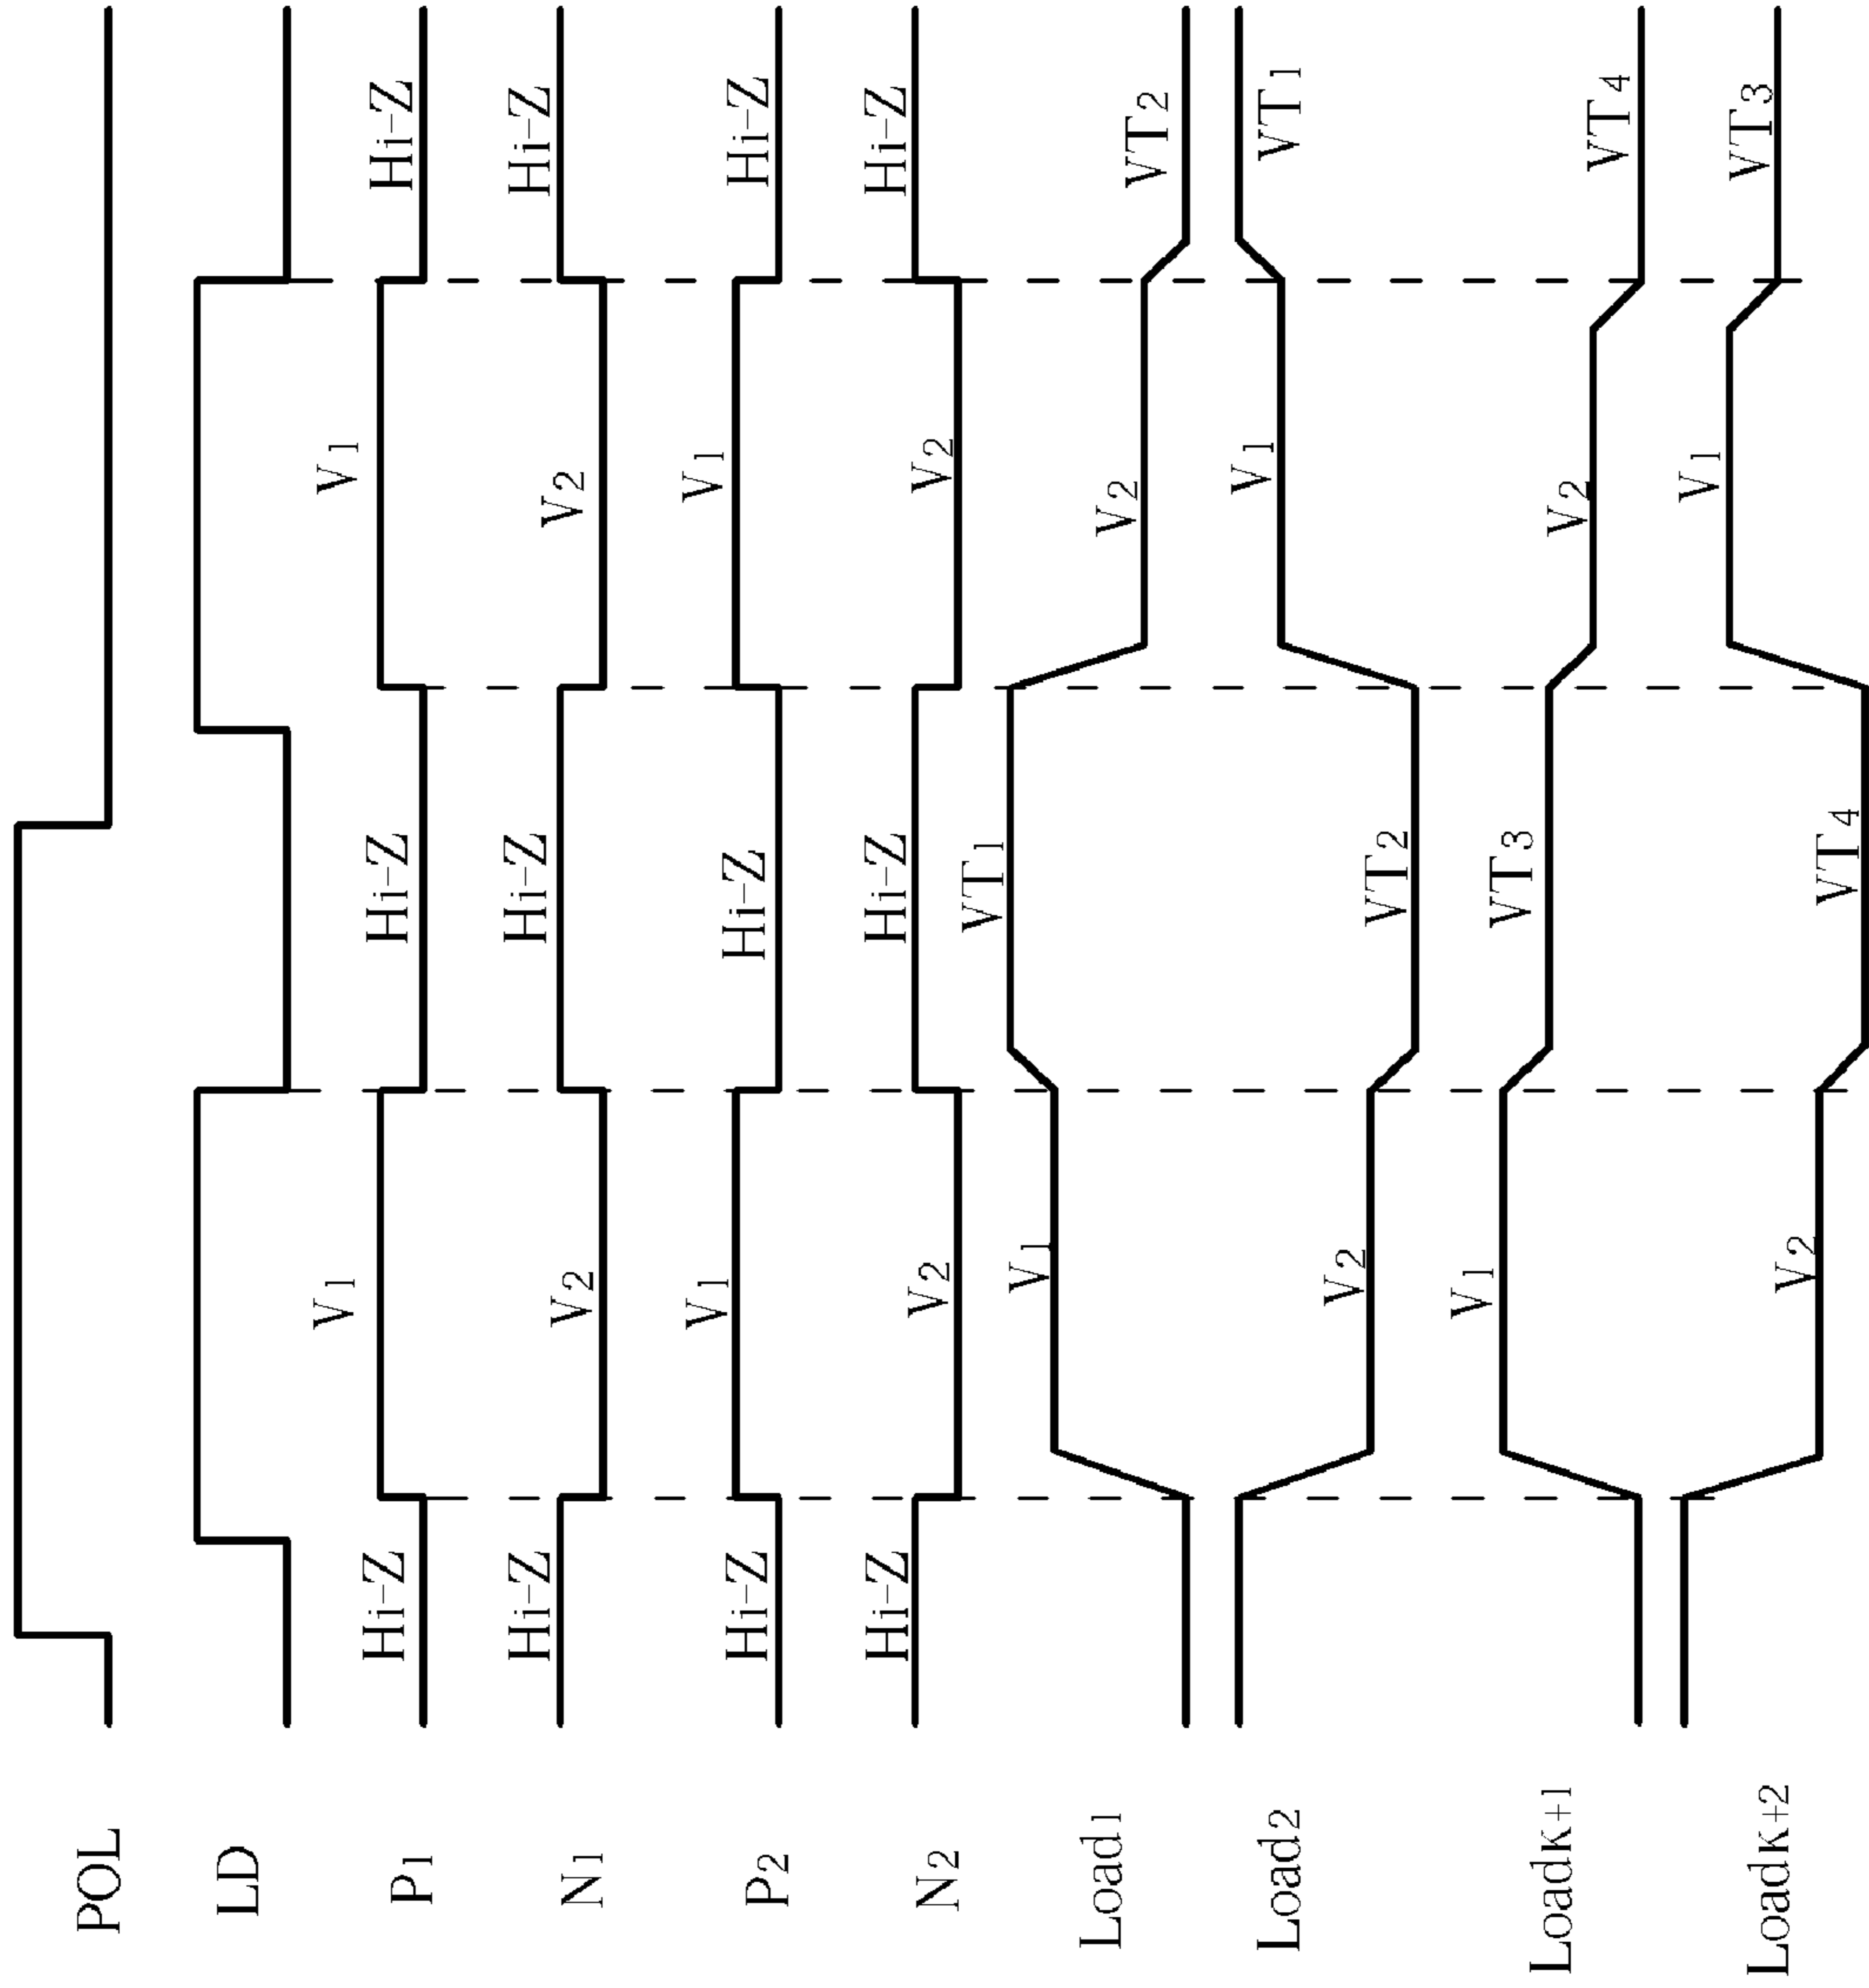 POL
LD
P1 Hi-Z V1 Hi-Z V1 Hi-Z
N1 Hi-Z V2 Hi-Z V2 Hi-Z
P2 Hi-Z V1 Hi-Z V1 Hi-Z
N2 Hi-Z V2 Hi-Z V2 Hi-Z
Load1 V1 VT1 V2 VT2
Load2 V2 VT2 V1 VT1
LoadK+1 V1 VT3 V2 VT4
LoadK+2 V2 VT4 V1 VT3